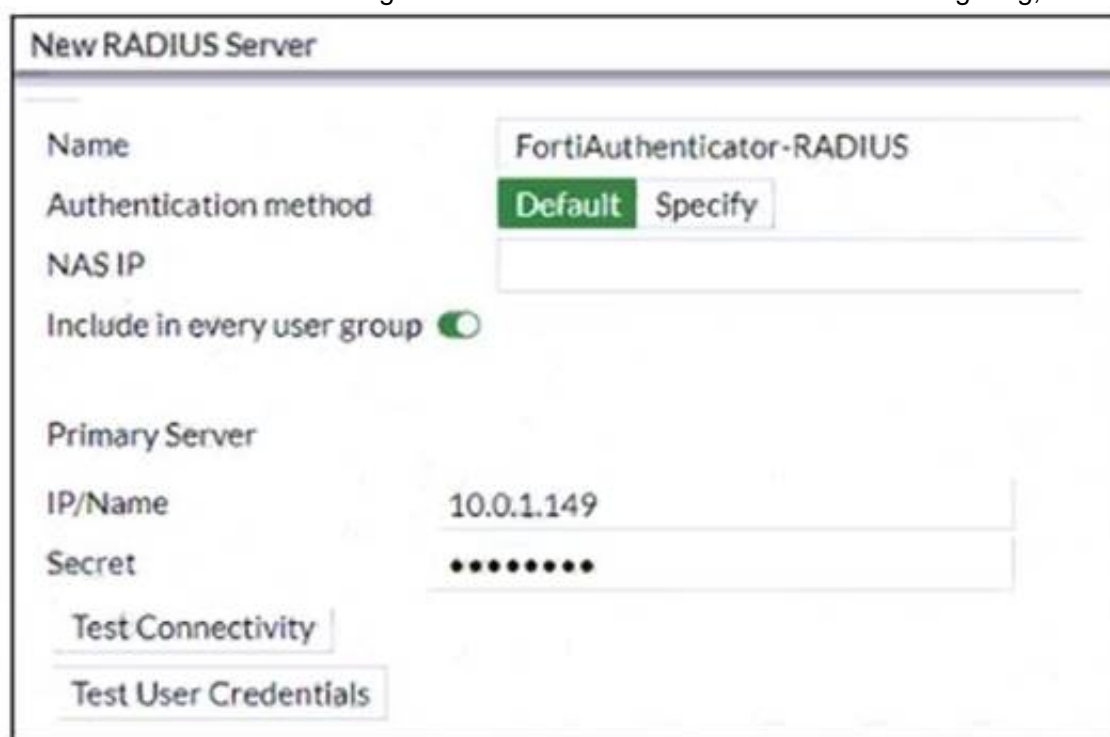 New RADIUS Server
Name FortiAuthenticator-RADIUS
Authentication method Default Specify
NAS IP
Include in every user group
Primary Server
IP/Name 10.0.1.149
Secret ••••••••
Test Connectivity
Test User Credentials